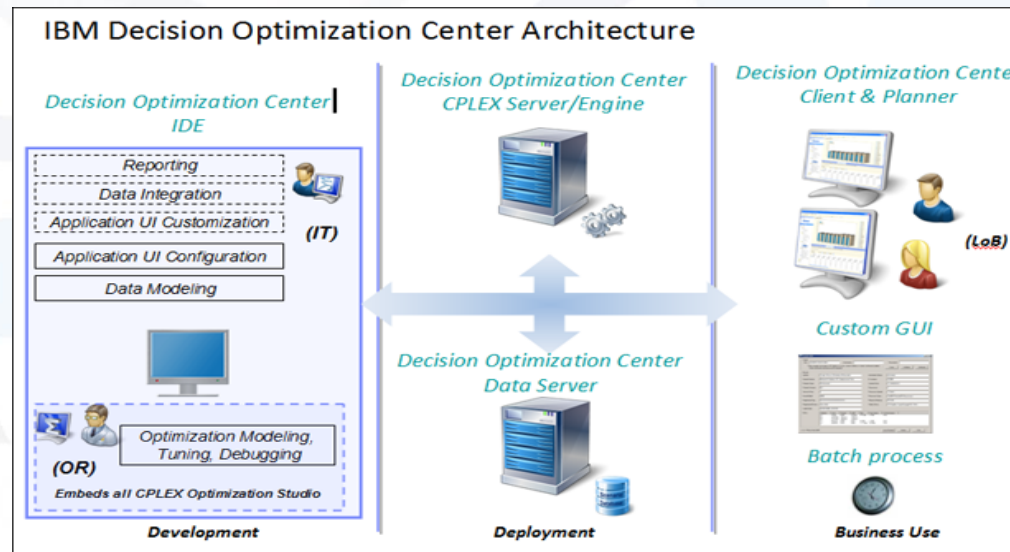 IBM Decision Optimization Center Architecture
Decision Optimization Center
IDE
Reporting
Data Integration
Application UI Customization
(IT)
Application UI Configuration
Data Modeling
(OR)
Optimization Modeling,
Tuning, Debugging
Embeds all CPLEX Optimization Studio
Development
Decision Optimization Center
CPLEX Server/Engine
Decision Optimization Center
Data Server
Deployment
Decision Optimization Cente
Client & Planner
(LoB)
Custom GUI
Batch process
Business Use